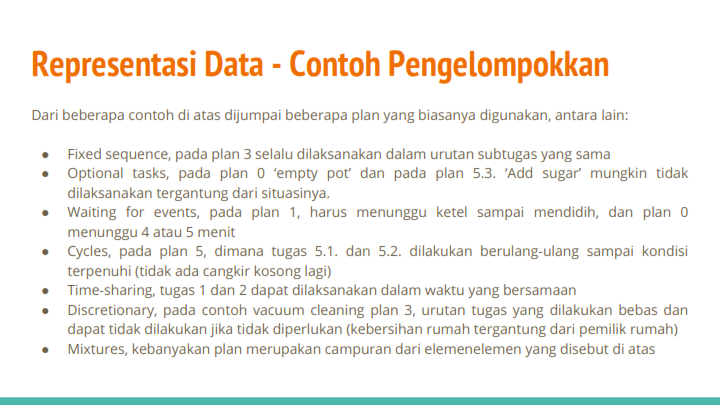 Representasi Data - Contoh Pengelompokkan
Dari beberapa contoh di atas dijumpai beberapa plan yang biasanya digunakan, antara lain:
● Fixed sequence, pada plan 3 selalu dilaksanakan dalam urutan subtugas yang sama
● Optional tasks, pada plan 0 ‘empty pot’ dan pada plan 5.3. ‘Add sugar’ mungkin tidak
dilaksanakan tergantung dari situasinya.
● Waiting for events, pada plan 1, harus menunggu ketel sampai mendidih, dan plan 0
menunggu 4 atau 5 menit
● Cycles, pada plan 5, dimana tugas 5.1. dan 5.2. dilakukan berulang-ulang sampai kondisi
terpenuhi (tidak ada cangkir kosong lagi)
● Time-sharing, tugas 1 dan 2 dapat dilaksanakan dalam waktu yang bersamaan
● Discretionary, pada contoh vacuum cleaning plan 3, urutan tugas yang dilakukan bebas dan
dapat tidak dilakukan jika tidak diperlukan (kebersihan rumah tergantung dari pemilik rumah)
● Mixtures, kebanyakan plan merupakan campuran dari elemenelemen yang disebut di atas